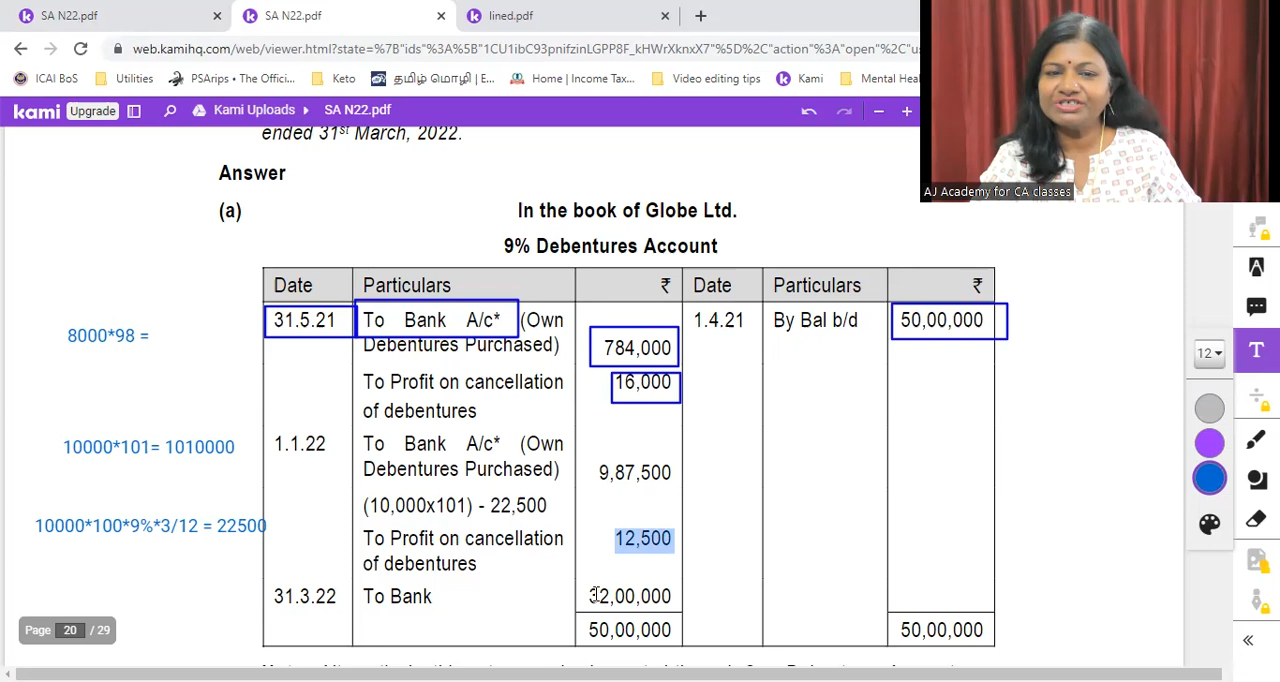 SA N22.pdf
SA N22.pdf
lined.pdf
web.kamihq.com/web/viewer.html?state=%7B"ids"%3A%5B"1CU1ibC93pnifzinLGPP8F_kHWrXknxX7"%5D%2C"action"%3A"open"%2C"u
ICAI BoS Utilities PSArips - The Offici... Keto தமிழ் மொழி | E... Home | Income Tax... Video editing tips Kami Mental Hea
kami Upgrade Kami Uploads SA N22.pdf
ended 31st March, 2022.
Answer
(a) In the book of Globe Ltd.
9% Debentures Account
Date Particulars ₹ Date Particulars ₹
31.5.21 To Bank A/c* (Own 1.4.21 By Bal b/d 50,00,000
Debentures Purchased) 784,000
To Profit on cancellation 16,000
of debentures
1.1.22 To Bank A/c* (Own
Debentures Purchased) 9,87,500
(10,000x101) - 22,500
To Profit on cancellation 12,500
of debentures
31.3.22 To Bank 32,00,000
50,00,000 50,00,000
8000*98 =
10000*101= 1010000
10000*100*9%*3/12 = 22500
Page 20 / 29
AJ Academy for CA classes
12
T